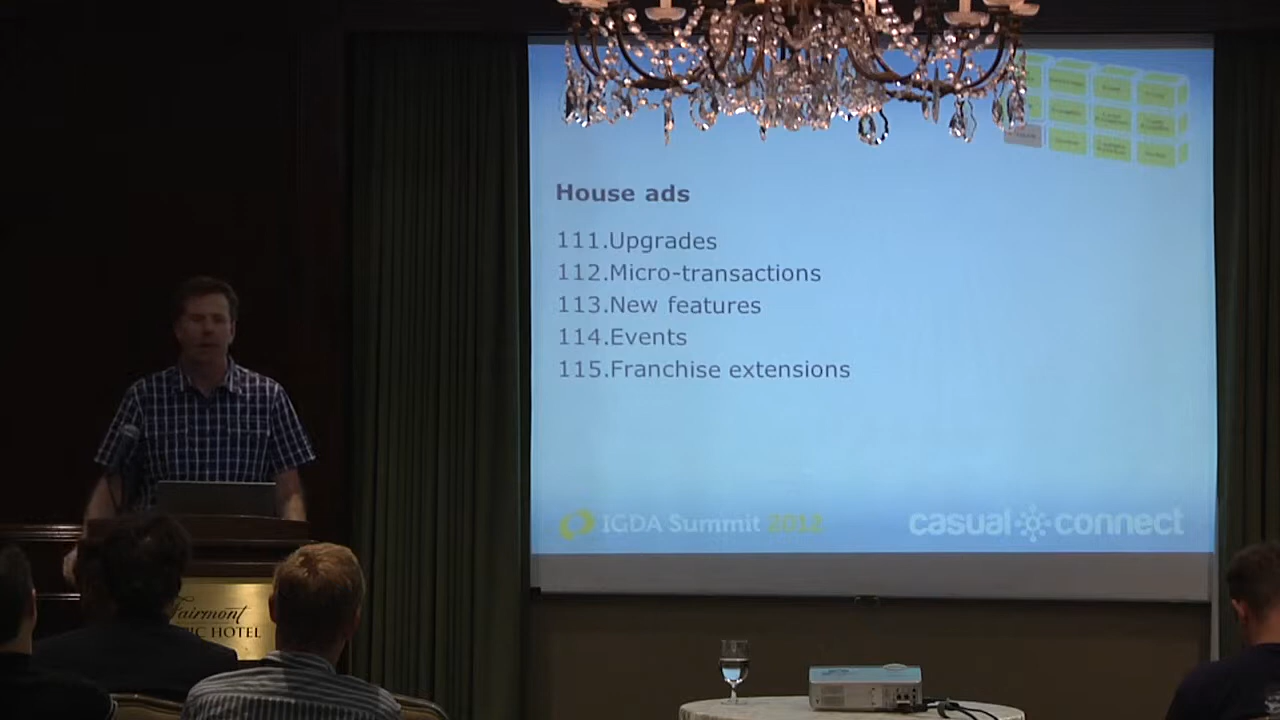 House ads
111.Upgrades
112.Micro-transactions
113.New features
114.Events
115.Franchise extensions
IGDA Summit 2012
casual connect
Fairmont
HOTEL